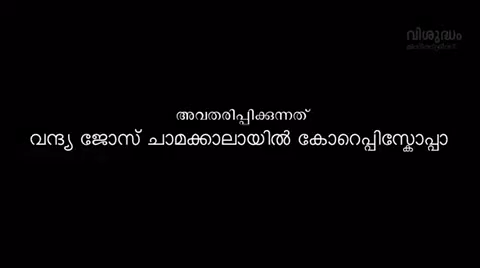 വിശുദ്ധം
അവതരിപ്പിക്കുന്നത്
വന്ദ്യ ജോസ് ചാമക്കാലായിൽ കോറെപ്പിസ്കോപ്പാ